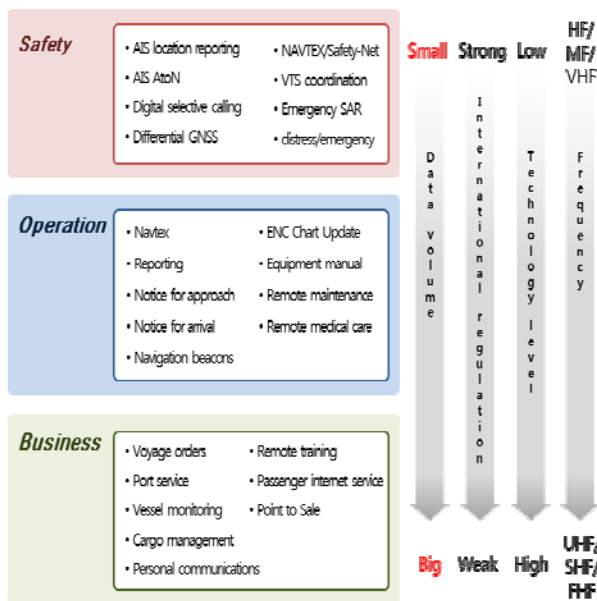 Safety
• AIS location reporting
• AIS AtoN
• Digital selective calling
• Differential GNSS
• NAVTEX/Safety-Net
• VTS coordination
• Emergency SAR
• distress/emergency
Operation
• Navtex
• Reporting
• Notice for approach
• Notice for arrival
• Navigation beacons
• ENC Chart Update
• Equipment manual
• Remote maintenance
• Remote medical care
Business
• Voyage orders
• Port service
• Vessel monitoring
• Cargo management
• Personal communications
• Remote training
• Passenger internet service
• Point to Sale
Small
Strong
Low
HF/
MF/
VHF
Data volume
International regulation
Technology level
Frequency
Big
Weak
High
UHF/
SHF/